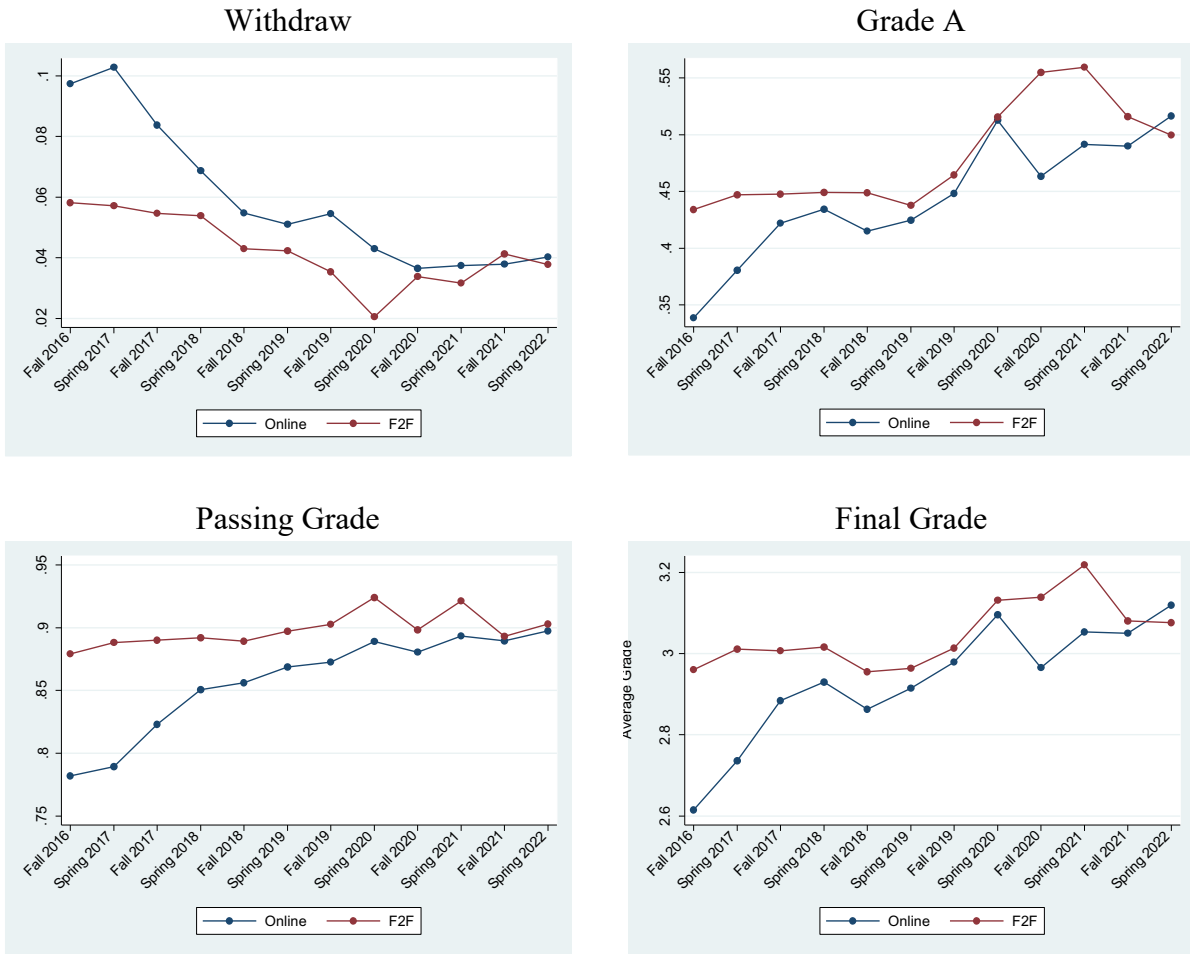 Withdraw
.1
.08
.06
.04
.02
Fall 2016
Spring 2017
Fall 2017
Spring 2018
Fall 2018
Spring 2019
Fall 2019
Spring 2020
Fall 2020
Spring 2021
Fall 2021
Spring 2022
Online F2F
Grade A
.55
.5
.45
.4
.35
Fall 2016
Spring 2017
Fall 2017
Spring 2018
Fall 2018
Spring 2019
Fall 2019
Spring 2020
Fall 2020
Spring 2021
Fall 2021
Spring 2022
Online F2F
Passing Grade
.95
.9
.85
.8
.75
Fall 2016
Spring 2017
Fall 2017
Spring 2018
Fall 2018
Spring 2019
Fall 2019
Spring 2020
Fall 2020
Spring 2021
Fall 2021
Spring 2022
Online F2F
Final Grade
Average Grade
3.2
3
2.8
2.6
Fall 2016
Spring 2017
Fall 2017
Spring 2018
Fall 2018
Spring 2019
Fall 2019
Spring 2020
Fall 2020
Spring 2021
Fall 2021
Spring 2022
Online F2F